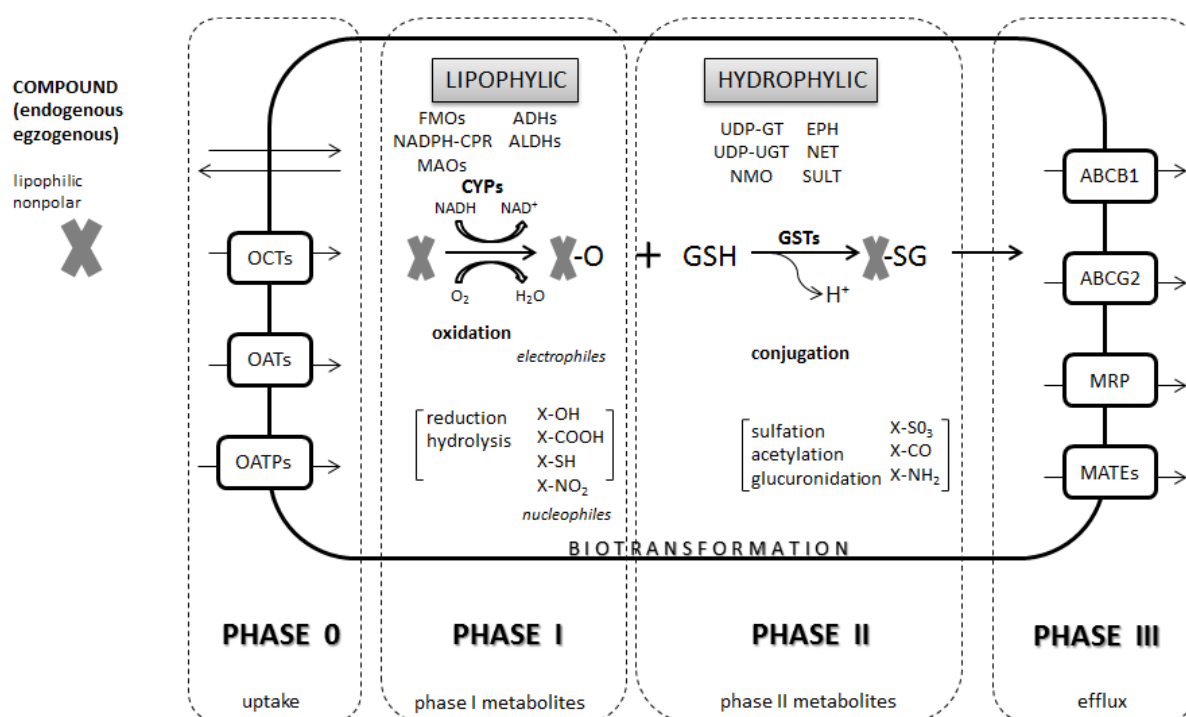 COMPOUND
(endogenous
egzogenous)
lipophilic
nonpolar
OCTs
OATs
OATPs
PHASE 0
uptake
LIPOPHYLIC
FMOs ADHs
NADPH-CPR ALDHs
MAOs
CYPs
NADH NAD⁺
-O
O₂ H₂O
oxidation
electrophiles
reduction X-OH
hydrolysis X-COOH
X-SH
X-NO₂
nucleophiles
PHASE I
phase I metabolites
HYDROPHYLIC
UDP-GT EPH
UDP-UGT NET
NMO SULT
+ GSH GSTs -SG
H⁺
conjugation
sulfation X-S0₃
acetylation X-CO
glucuronidation X-NH₂
BIOTRANSFORMATION
PHASE II
phase II metabolites
ABCB1
ABCG2
MRP
MATEs
PHASE III
efflux